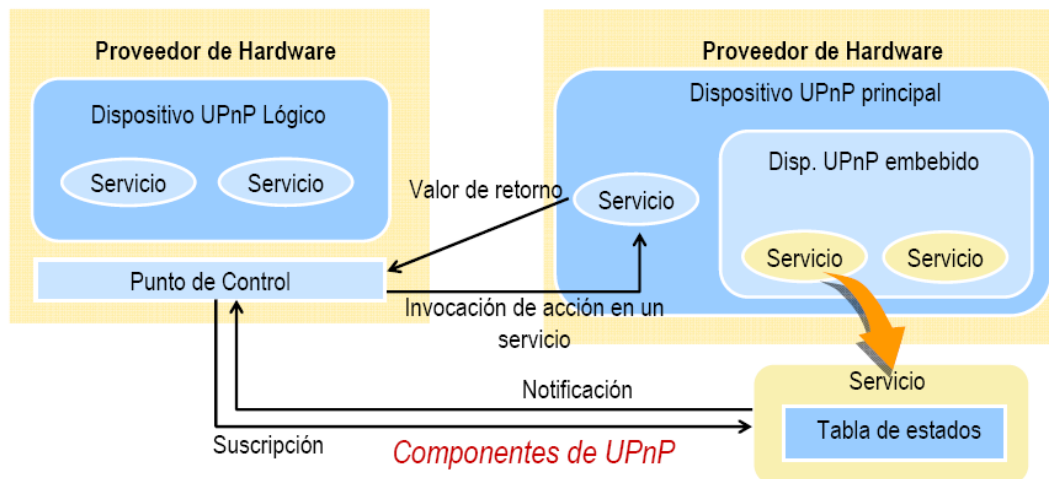 Proveedor de Hardware
Dispositivo UPnP Lógico
Servicio
Servicio
Punto de Control
Proveedor de Hardware
Dispositivo UPnP principal
Disp. UPnP embebido
Servicio
Servicio
Servicio
Valor de retorno
Invocación de acción en un
servicio
Notificación
Suscripción
Servicio
Tabla de estados
Componentes de UPnP